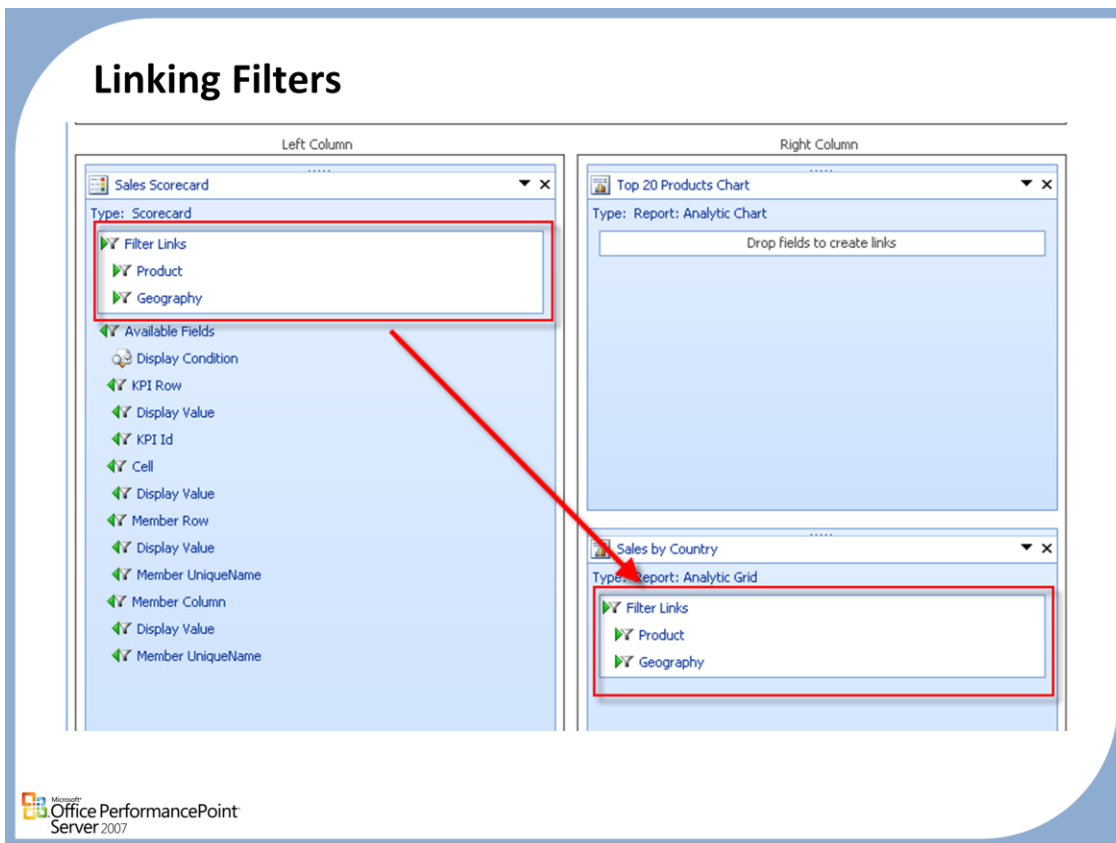 Linking Filters
Left Column
Right Column
Sales Scorecard
Type: Scorecard
Filter Links
Product
Geography
Available Fields
Display Condition
KPI Row
Display Value
KPI Id
Cell
Display Value
Member Row
Display Value
Member UniqueName
Member Column
Display Value
Member UniqueName
Top 20 Products Chart
Type: Report: Analytic Chart
Drop fields to create links
Sales by Country
Type: Report: Analytic Grid
Filter Links
Product
Geography
Microsoft
Office PerformancePoint
Server 2007